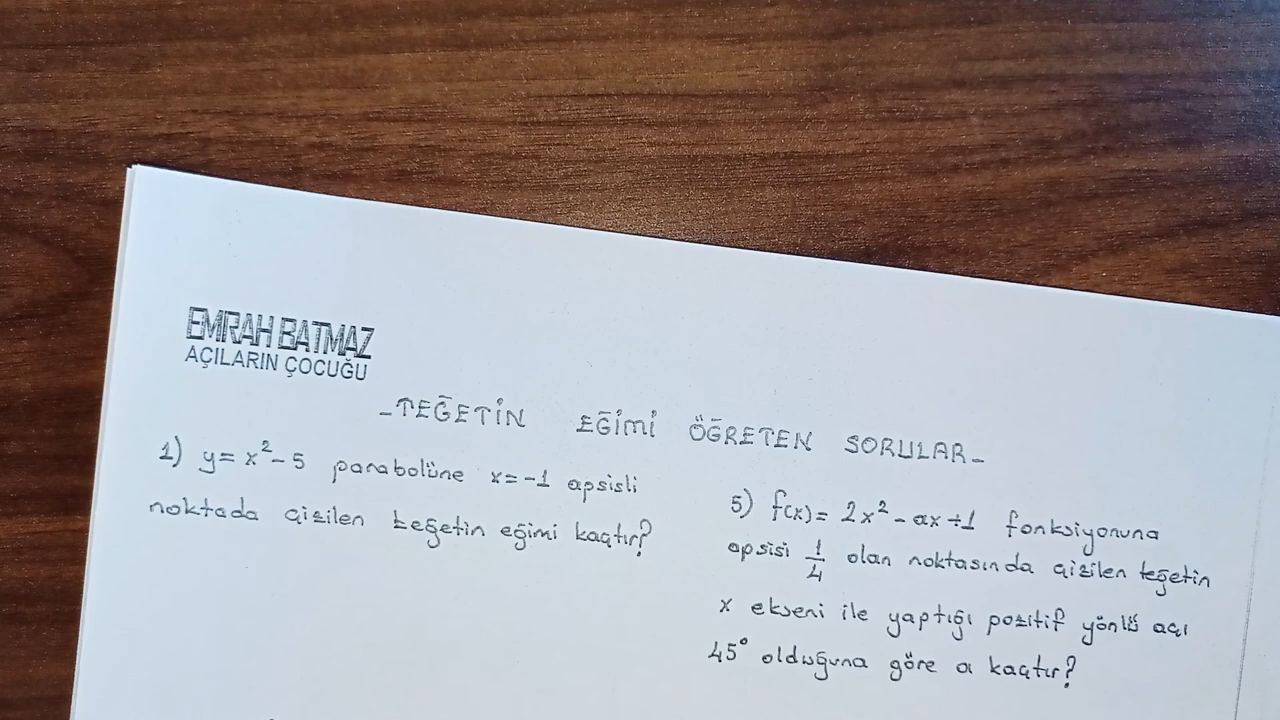 EMRAH BATMAZ
AÇILARIN ÇOCUĞU
-TEĞETİN EĞİMİ ÖĞRETEN SORULAR-
1) y=x²-5 parabolüne x=-1 apsisli
noktada çizilen teğetin eğimi kaçtır?
5) f(x)= 2x²-ax+1 fonksiyonuna
apsisi 1/4 olan noktasında çizilen teğetin
x ekseni ile yaptığı pozitif yönlü açı
45° olduğuna göre a kaçtır?